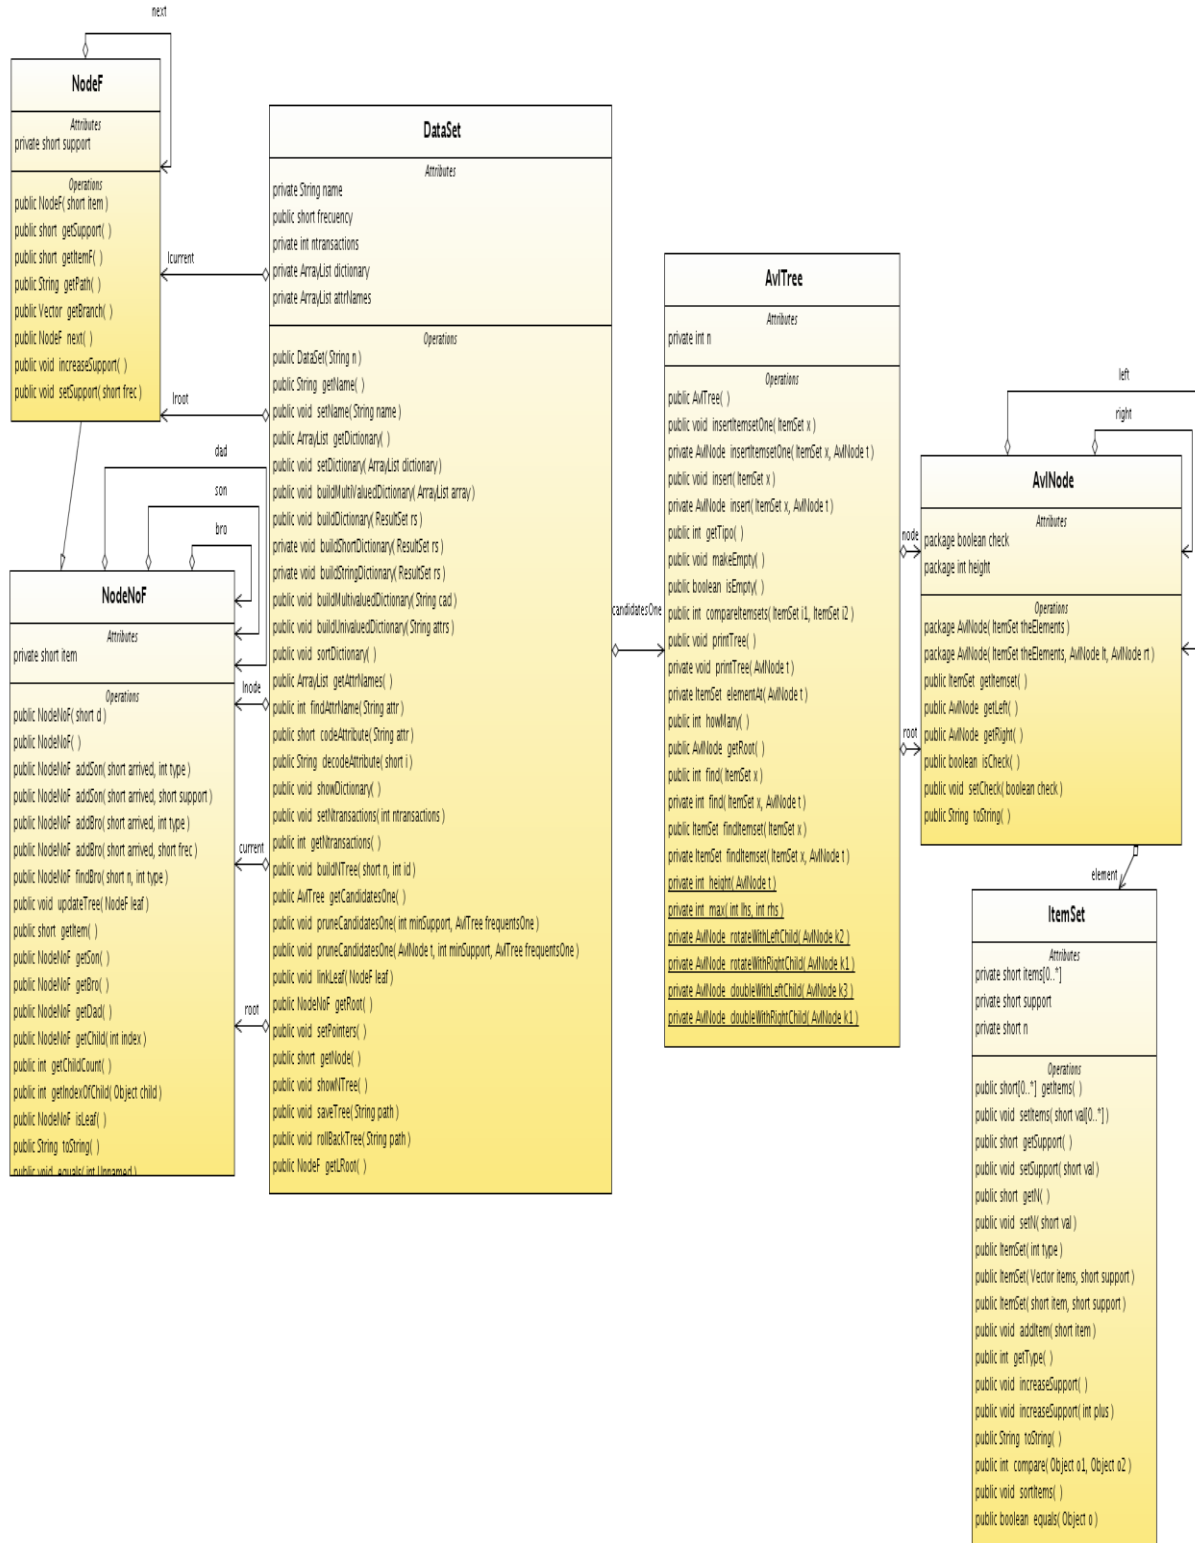 next
NodeF
Attributes
private short support
Operations
public NodeF( short item )
public short getSupport( )
public short getItemF( )
public String getPath( )
public Vector getBranch( )
public NodeF next( )
public void increaseSupport( )
public void setSupport( short frec )
lcurrent
lroot
dad
son
bro
NodeNoF
Attributes
private short item
Operations
public NodeNoF( short d )
public NodeNoF( )
public NodeNoF addSon( short arrived, int type )
public NodeNoF addSon( short arrived, short support )
public NodeNoF addBro( short arrived, int type )
public NodeNoF addBro( short arrived, short frec )
public NodeNoF findBro( short n, int type )
public void updateTree( NodeF leaf )
public short getItem( )
public NodeNoF getSon( )
public NodeNoF getBro( )
public NodeNoF getDad( )
public NodeNoF getChild( int index )
public int getChildCount( )
public int getIndexOfChild( Object child )
public NodeNoF isLeaf( )
public String toString( )
public void equals( int Unnamed )
lnode
current
root
DataSet
Attributes
private String name
public short frecuency
private int ntransactions
private ArrayList dictionary
private ArrayList attrNames
Operations
public DataSet( String n )
public String getName( )
public void setName( String name )
public ArrayList getDictionary( )
public void setDictionary( ArrayList dictionary )
public void buildMultiValuedDictionary( ArrayList array )
public void buildDictionary( ResultSet rs )
private void buildShortDictionary( ResultSet rs )
private void buildStringDictionary( ResultSet rs )
public void buildMultivaluedDictionary( String cad )
public void buildUnivaluedDictionary( String attrs )
public void sortDictionary( )
public ArrayList getAttrNames( )
public int findAttrName( String attr )
public short codeAttribute( String attr )
public String decodeAttribute( short i )
public void showDictionary( )
public void setNtransactions( int ntransactions )
public int getNtransactions( )
public void buildNTree( short n, int id )
public AvlTree getCandidatesOne( )
public void pruneCandidatesOne( int minSupport, AvlTree frequentsOne )
public void pruneCandidatesOne( AvlNode t, int minSupport, AvlTree frequentsOne )
public void linkLeaf( NodeF leaf )
public NodeNoF getRoot( )
public void setPointers( )
public short getNode( )
public void showNTree( )
public void saveTree( String path )
public void rollBackTree( String path )
public NodeF getLRoot( )
candidatesOne
AvlTree
Attributes
private int n
Operations
public AvlTree( )
public void insertItemsetOne( ItemSet x )
private AvlNode insertItemsetOne( ItemSet x, AvlNode t )
public void insert( ItemSet x )
private AvlNode insert( ItemSet x, AvlNode t )
public int getTipo( )
public void makeEmpty( )
public boolean isEmpty( )
public int compareItemsets( ItemSet i1, ItemSet i2 )
public void printTree( )
private void printTree( AvlNode t )
private ItemSet elementAt( AvlNode t )
public int howMany( )
public AvlNode getRoot( )
public int find( ItemSet x )
private int find( ItemSet x, AvlNode t )
public ItemSet findItemset( ItemSet x )
private ItemSet findItemset( ItemSet x, AvlNode t )
private int height( AvlNode t )
private int max( int lhs, int rhs )
private AvlNode rotateWithLeftChild( AvlNode k2 )
private AvlNode rotateWithRightChild( AvlNode k1 )
private AvlNode doubleWithLeftChild( AvlNode k3 )
private AvlNode doubleWithRightChild( AvlNode k1 )
node
root
left
right
AvlNode
Attributes
package boolean check
package int height
Operations
package AvlNode( ItemSet theElements )
package AvlNode( ItemSet theElements, AvlNode lt, AvlNode rt )
public ItemSet getItemset( )
public AvlNode getLeft( )
public AvlNode getRight( )
public boolean isCheck( )
public void setCheck( boolean check )
public String toString( )
element
ItemSet
Attributes
private short items[0..*]
private short support
private short n
Operations
public short[0..*] getItems( )
public void setItems( short val[0..*] )
public short getSupport( )
public void setSupport( short val )
public short getN( )
public void setN( short val )
public ItemSet( int type )
public ItemSet( Vector items, short support )
public ItemSet( short item, short support )
public void addItem( short item )
public int getType( )
public void increaseSupport( )
public void increaseSupport( int plus )
public String toString( )
public int compare( Object o1, Object o2 )
public void sortItems( )
public boolean equals( Object o )